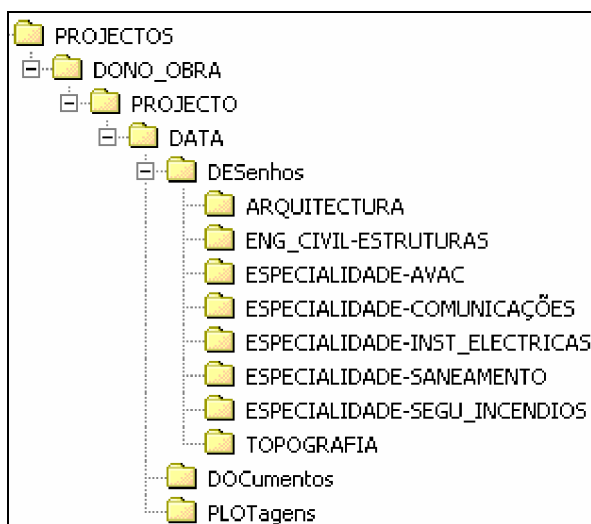 PROJECTOS
DONO_OBRA
PROJECTO
DATA
DESenhos
ARQUITECTURA
ENG_CIVIL-ESTRUTURAS
ESPECIALIDADE-AVAC
ESPECIALIDADE-COMUNICAÇÕES
ESPECIALIDADE-INST_ELECTRICAS
ESPECIALIDADE-SANEAMENTO
ESPECIALIDADE-SEGU_INCENDIOS
TOPOGRAFIA
DOCumentos
PLOTagens